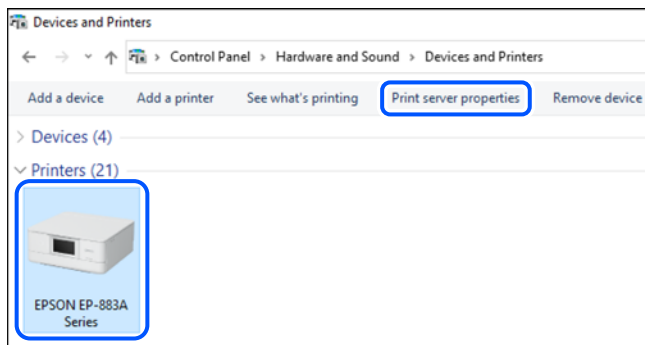 Devices and Printers
Control Panel > Hardware and Sound > Devices and Printers
Add a device Add a printer See what's printing Print server properties Remove device
Devices (4)
Printers (21)
EPSON EP-883A
Series